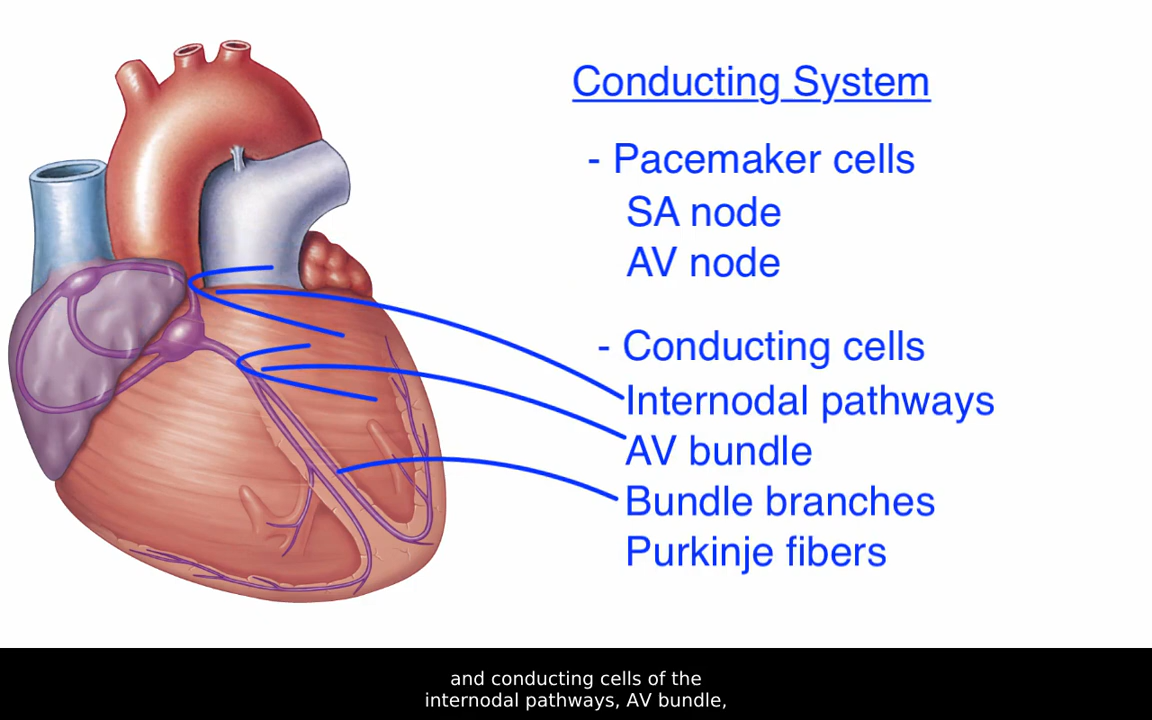 Conducting System
- Pacemaker cells
SA node
AV node
- Conducting cells
Internodal pathways
AV bundle
Bundle branches
Purkinje fibers
and conducting cells of the
internodal pathways, AV bundle,